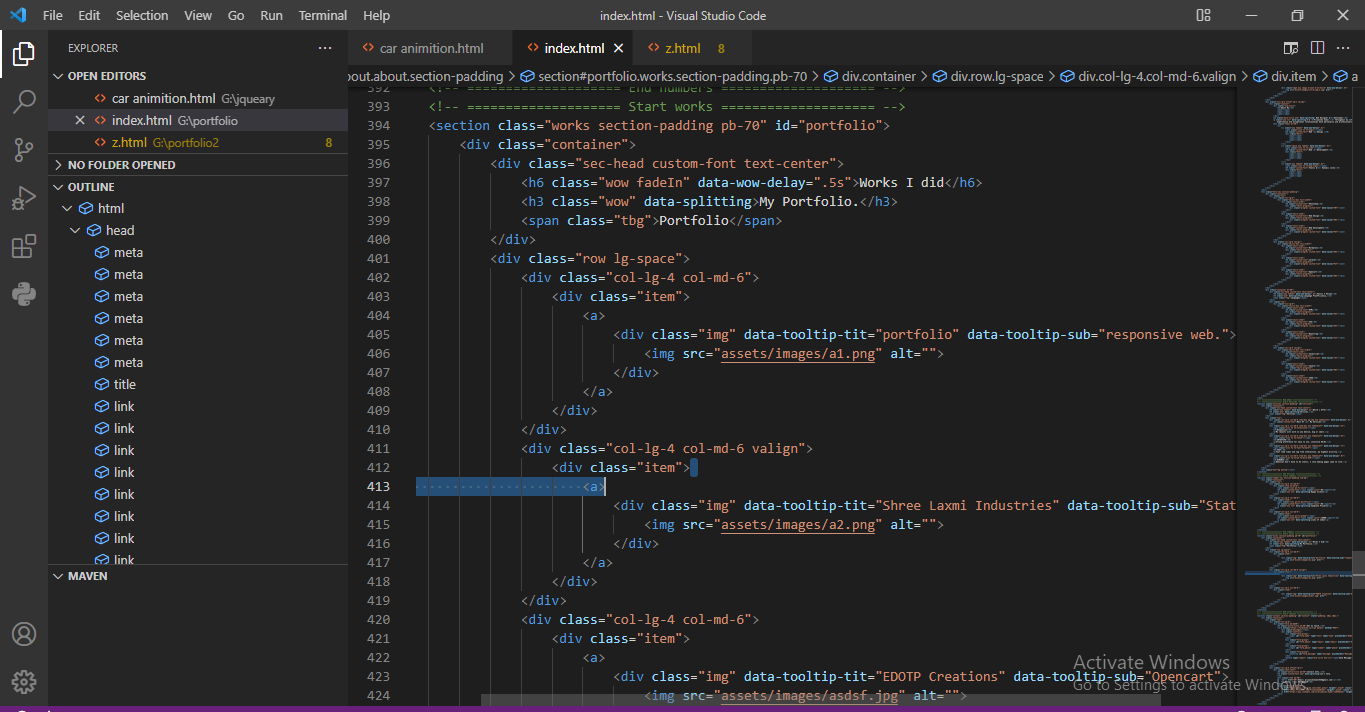 File Edit Selection View Go Run Terminal Help
index.html - Visual Studio Code
EXPLORER
OPEN EDITORS
car animition.html G:\jqueary
index.html G:\portfolio
z.html G:\portfolio2 8
NO FOLDER OPENED
OUTLINE
html
head
meta
meta
meta
meta
meta
meta
title
link
link
link
link
link
link
link
link
MAVEN
car animition.html
index.html
z.html 8
bout.about.section-padding > section#portfolio.works.section-padding.pb-70 > div.container > div.row.lg-space > div.col-lg-4.col-md-6.valign > div.item > a
392 <!-- ==================== End numbers ==================== -->
393 <!-- ==================== Start works ==================== -->
394 <section class="works section-padding pb-70" id="portfolio">
395 <div class="container">
396 <div class="sec-head custom-font text-center">
397 <h6 class="wow fadeIn" data-wow-delay=".5s">Works I did</h6>
398 <h3 class="wow" data-splitting>My Portfolio.</h3>
399 <span class="tbg">Portfolio</span>
400 </div>
401 <div class="row lg-space">
402 <div class="col-lg-4 col-md-6">
403 <div class="item">
404 <a>
405 <div class="img" data-tooltip-tit="portfolio" data-tooltip-sub="responsive web.">
406 <img src="assets/images/a1.png" alt="">
407 </div>
408 </a>
409 </div>
410 </div>
411 <div class="col-lg-4 col-md-6 valign">
412 <div class="item">
413 <a>
414 <div class="img" data-tooltip-tit="Shree Laxmi Industries" data-tooltip-sub="Stat
415 <img src="assets/images/a2.png" alt="">
416 </div>
417 </a>
418 </div>
419 </div>
420 <div class="col-lg-4 col-md-6">
421 <div class="item">
422 <a>
423 <div class="img" data-tooltip-tit="EDOTP Creations" data-tooltip-sub="Opencart">
424 <img src="assets/images/asdsf.jpg" alt="">
Activate Windows
Go to Settings to activate Windows.